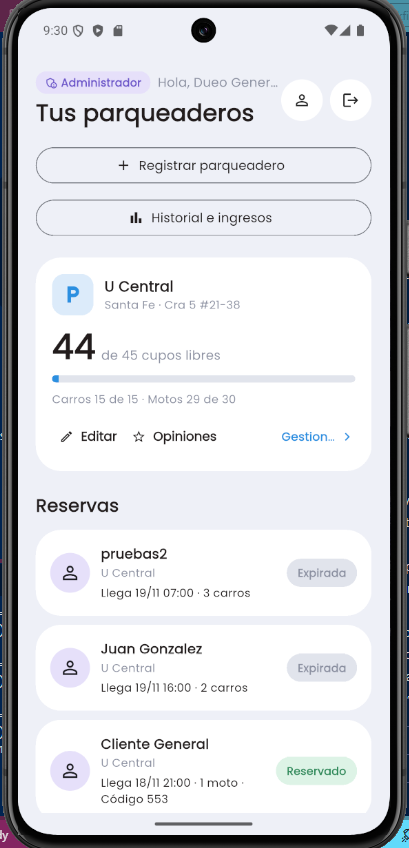 9:30
Administrador Hola, Dueo Gener...
Tus parqueaderos
+ Registrar parqueadero
Historial e ingresos
P
U Central
Santa Fe · Cra 5 #21-38
44 de 45 cupos libres
Carros 15 de 15 · Motos 29 de 30
Editar Opiniones Gestion... >
Reservas
pruebas2
U Central
Expirada
Llega 19/11 07:00 · 3 carros
Juan Gonzalez
U Central
Expirada
Llega 19/11 16:00 · 2 carros
Cliente General
U Central
Reservado
Llega 18/11 21:00 · 1 moto ·
Código 553